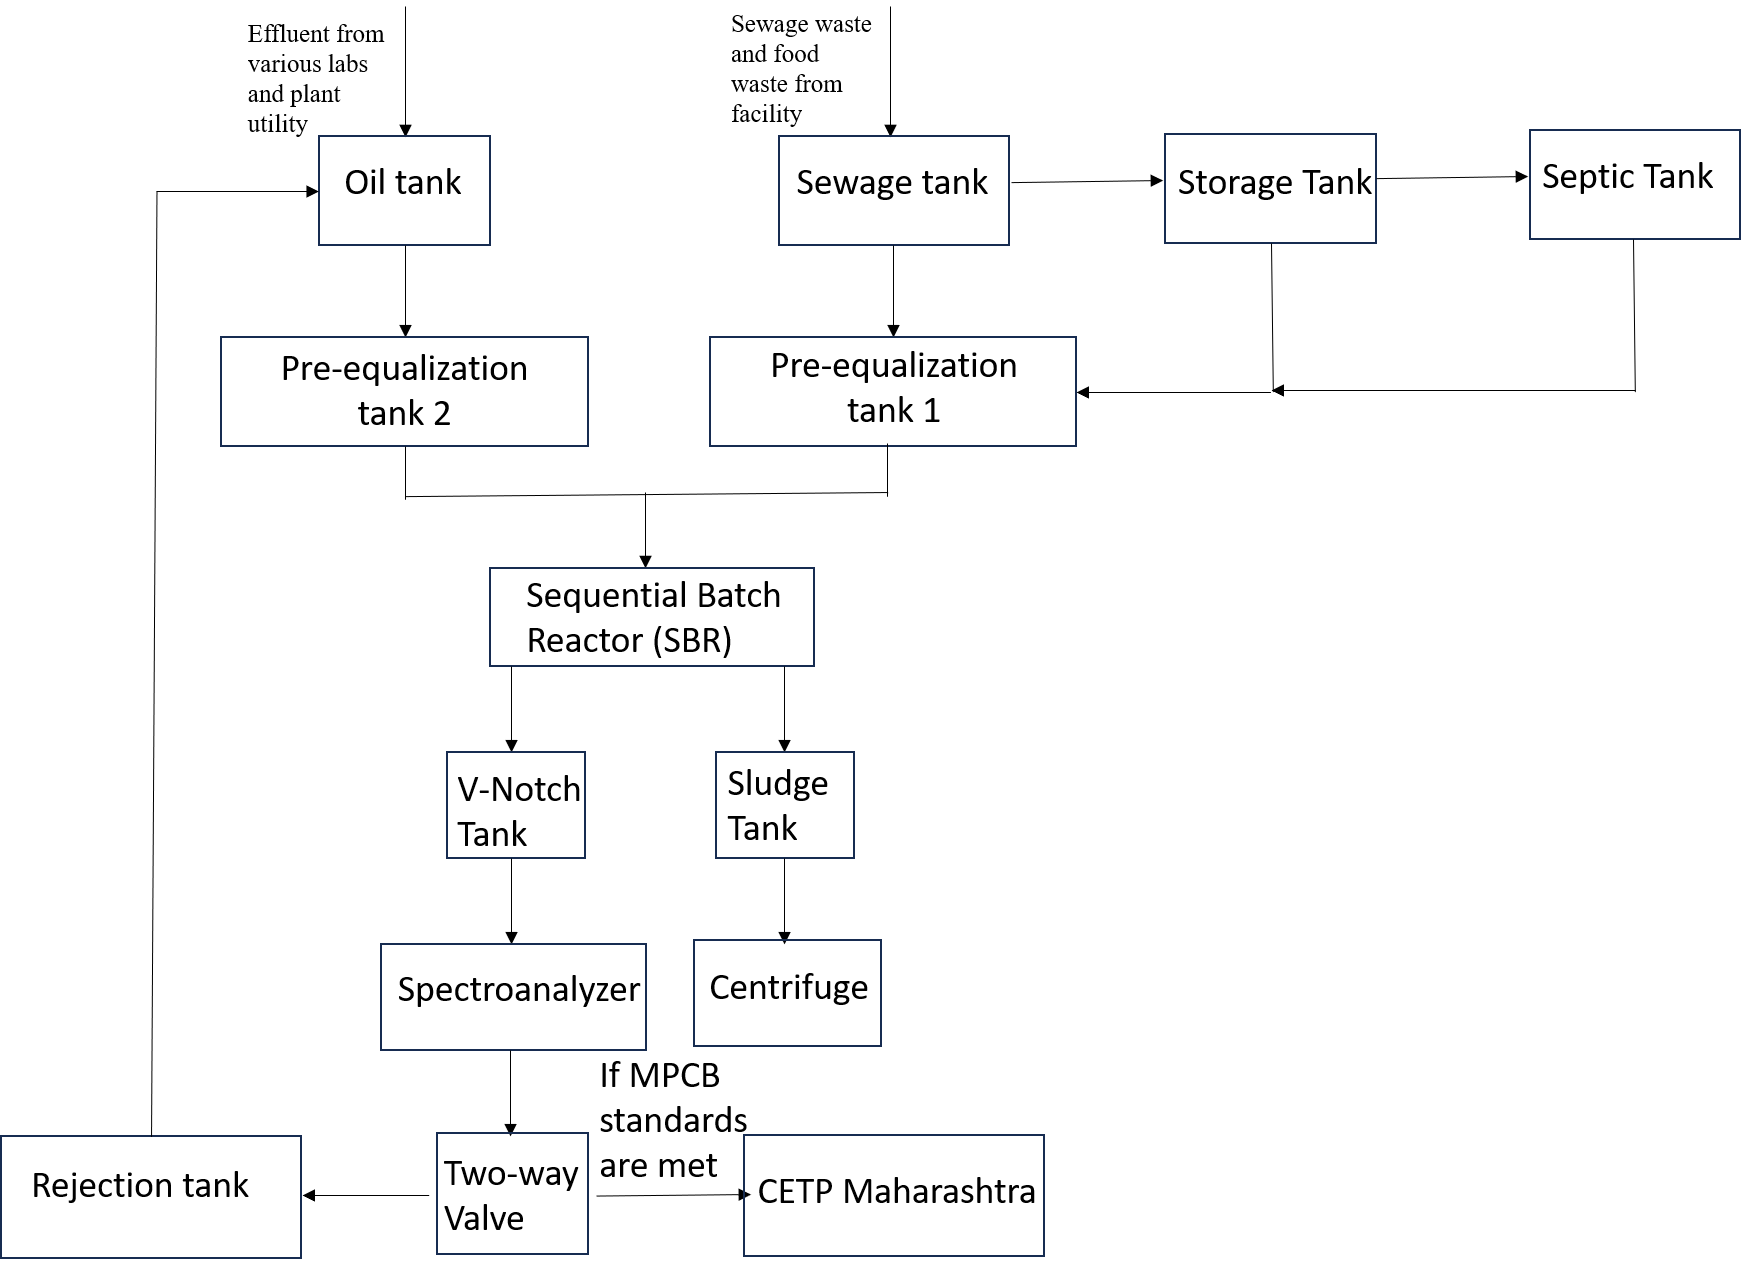 Effluent from
various labs
and plant
utility
Sewage waste
and food
waste from
facility
Oil tank
Sewage tank
Storage Tank
Septic Tank
Pre-equalization
tank 2
Pre-equalization
tank 1
Sequential Batch
Reactor (SBR)
V-Notch
Tank
Sludge
Tank
Spectroanalyzer
Centrifuge
If MPCB
standards
are met
Rejection tank
Two-way
Valve
CETP Maharashtra